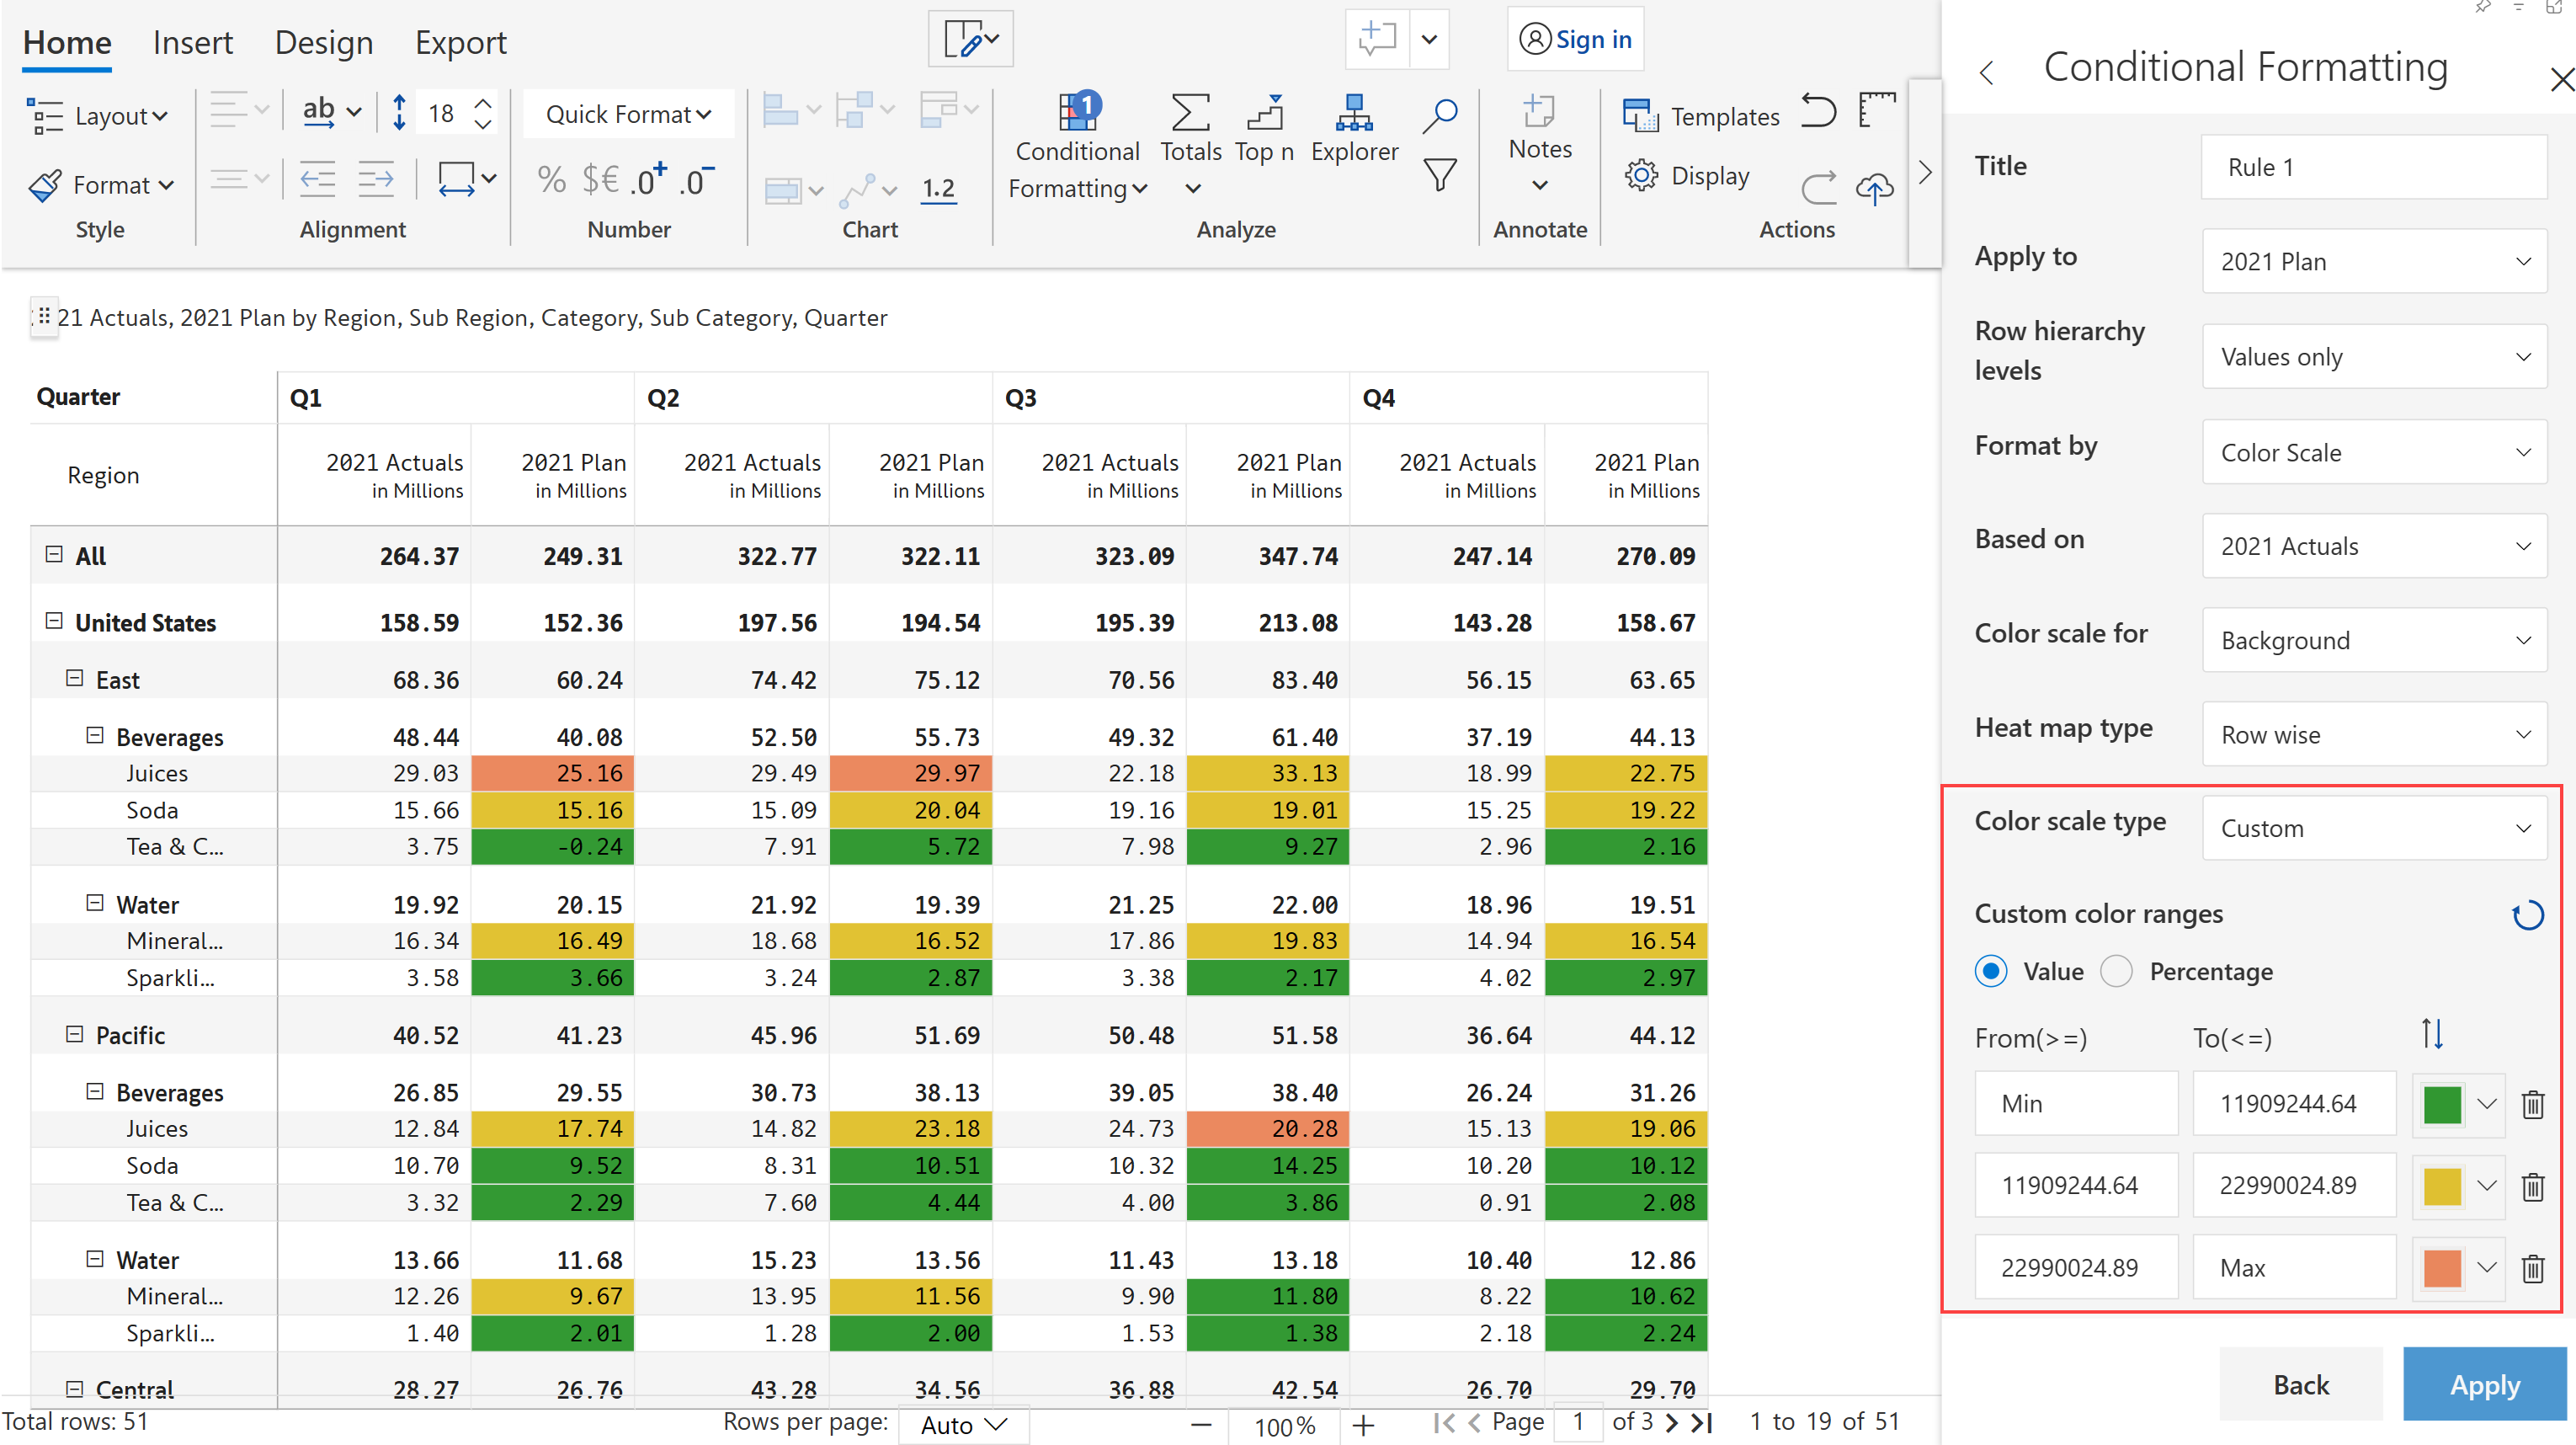 Home Insert Design Export
Sign in
Layout
ab
18
Quick Format
Format
% $€ .0+ .0-
1.2
Style
Alignment
Number
Chart
1
Conditional Formatting
Totals
Top n
Explorer
Analyze
Notes
Annotate
Templates
Display
Actions
21 Actuals, 2021 Plan by Region, Sub Region, Category, Sub Category, Quarter
Quarter Q1 Q2 Q3 Q4
Region 2021 Actuals 2021 Plan 2021 Actuals 2021 Plan 2021 Actuals 2021 Plan 2021 Actuals 2021 Plan
in Millions in Millions in Millions in Millions in Millions in Millions in Millions in Millions
All 264.37 249.31 322.77 322.11 323.09 347.74 247.14 270.09
United States 158.59 152.36 197.56 194.54 195.39 213.08 143.28 158.67
East 68.36 60.24 74.42 75.12 70.56 83.40 56.15 63.65
Beverages 48.44 40.08 52.50 55.73 49.32 61.40 37.19 44.13
Juices 29.03 25.16 29.49 29.97 22.18 33.13 18.99 22.75
Soda 15.66 15.16 15.09 20.04 19.16 19.01 15.25 19.22
Tea & C... 3.75 -0.24 7.91 5.72 7.98 9.27 2.96 2.16
Water 19.92 20.15 21.92 19.39 21.25 22.00 18.96 19.51
Mineral... 16.34 16.49 18.68 16.52 17.86 19.83 14.94 16.54
Sparkli... 3.58 3.66 3.24 2.87 3.38 2.17 4.02 2.97
Pacific 40.52 41.23 45.96 51.69 50.48 51.58 36.64 44.12
Beverages 26.85 29.55 30.73 38.13 39.05 38.40 26.24 31.26
Juices 12.84 17.74 14.82 23.18 24.73 20.28 15.13 19.06
Soda 10.70 9.52 8.31 10.51 10.32 14.25 10.20 10.12
Tea & C... 3.32 2.29 7.60 4.44 4.00 3.86 0.91 2.08
Water 13.66 11.68 15.23 13.56 11.43 13.18 10.40 12.86
Mineral... 12.26 9.67 13.95 11.56 9.90 11.80 8.22 10.62
Sparkli... 1.40 2.01 1.28 2.00 1.53 1.38 2.18 2.24
Central 28.27 26.76 43.28 34.56 36.88 42.54 26.70 29.70
Total rows: 51 Rows per page: Auto 100% Page 1 of 3 1 to 19 of 51
Conditional Formatting
Title Rule 1
Apply to 2021 Plan
Row hierarchy
levels
Values only
Format by Color Scale
Based on 2021 Actuals
Color scale for Background
Heat map type Row wise
Color scale type Custom
Custom color ranges
Value Percentage
From(>=) To(<=)
Min 11909244.64
11909244.64 22990024.89
22990024.89 Max
Back Apply